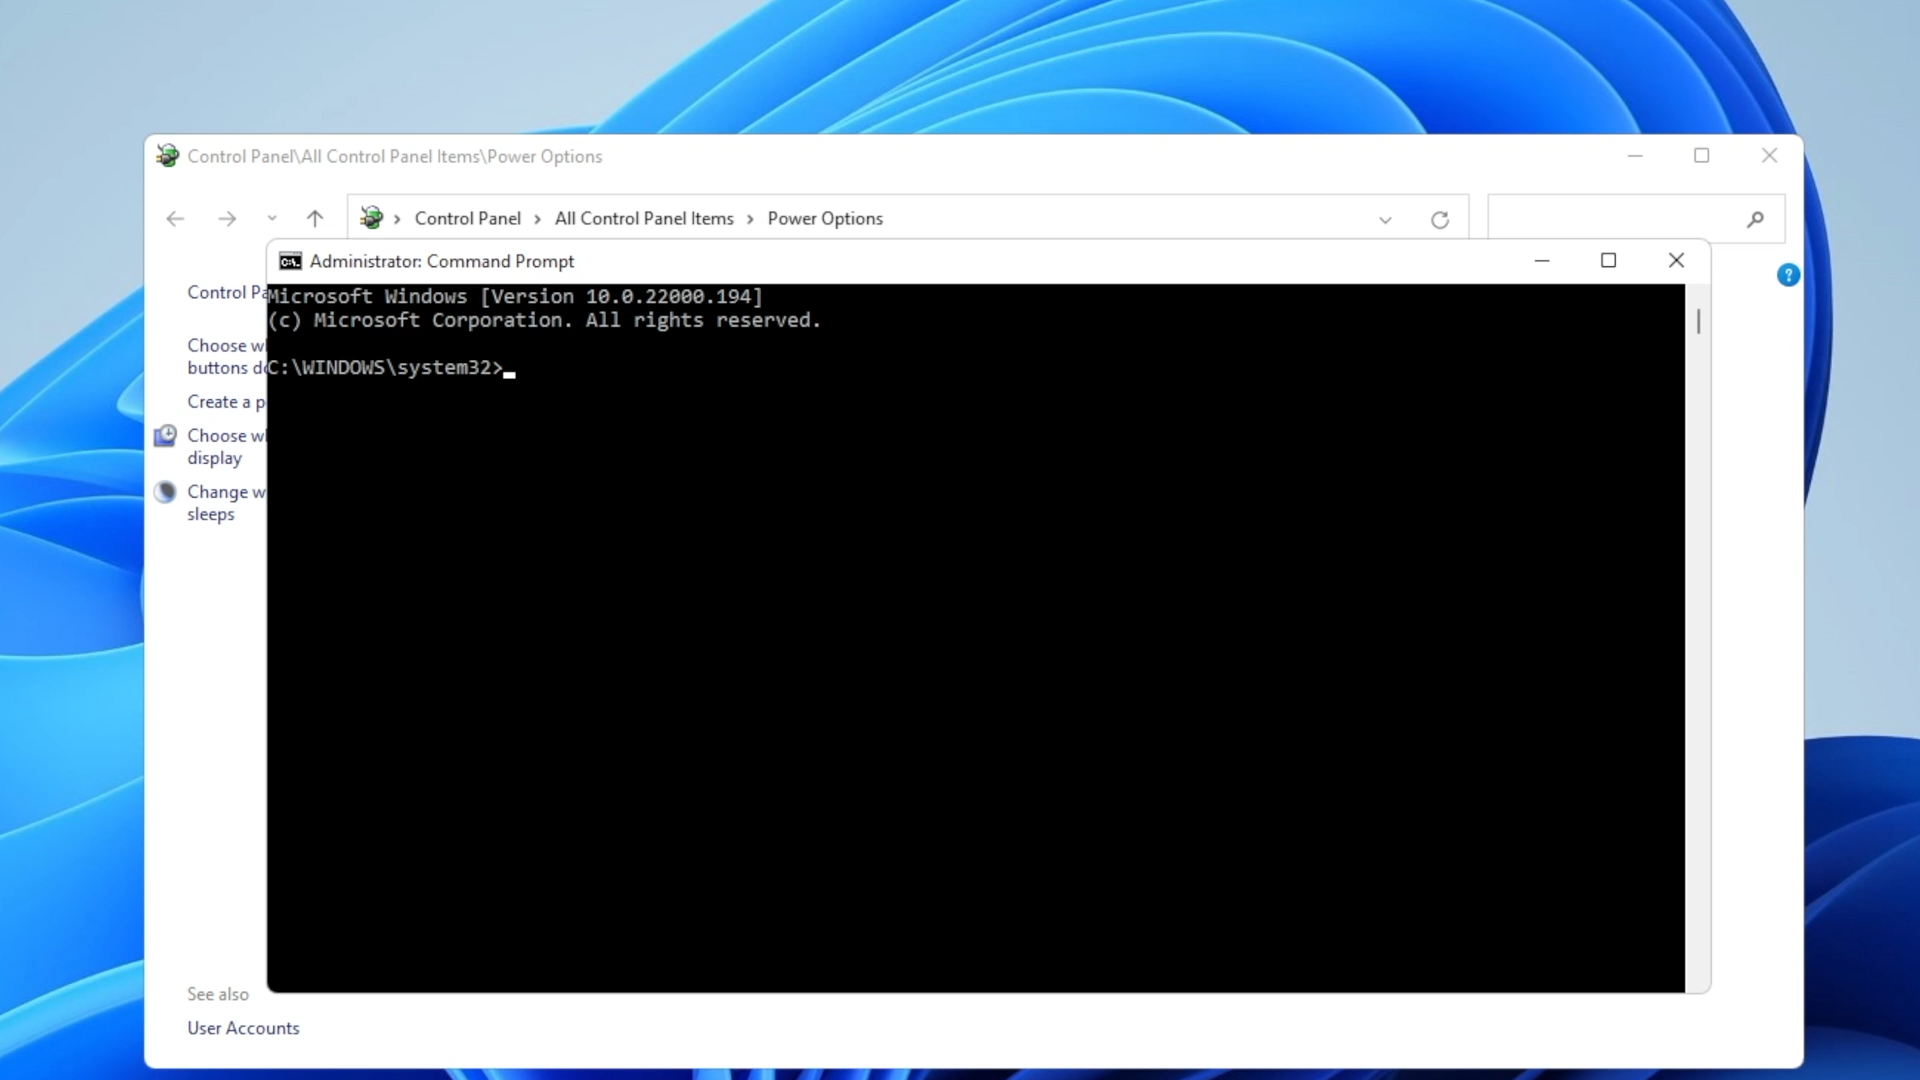 Control Panel\All Control Panel Items\Power Options
Control Panel
All Control Panel Items
Power Options
Administrator: Command Prompt
Microsoft Windows [Version 10.0.22000.194]
(c) Microsoft Corporation. All rights reserved.
C:\WINDOWS\system32>
Control Pa
Choose w
buttons d
Create a p
Choose w
display
Change w
sleeps
See also
User Accounts